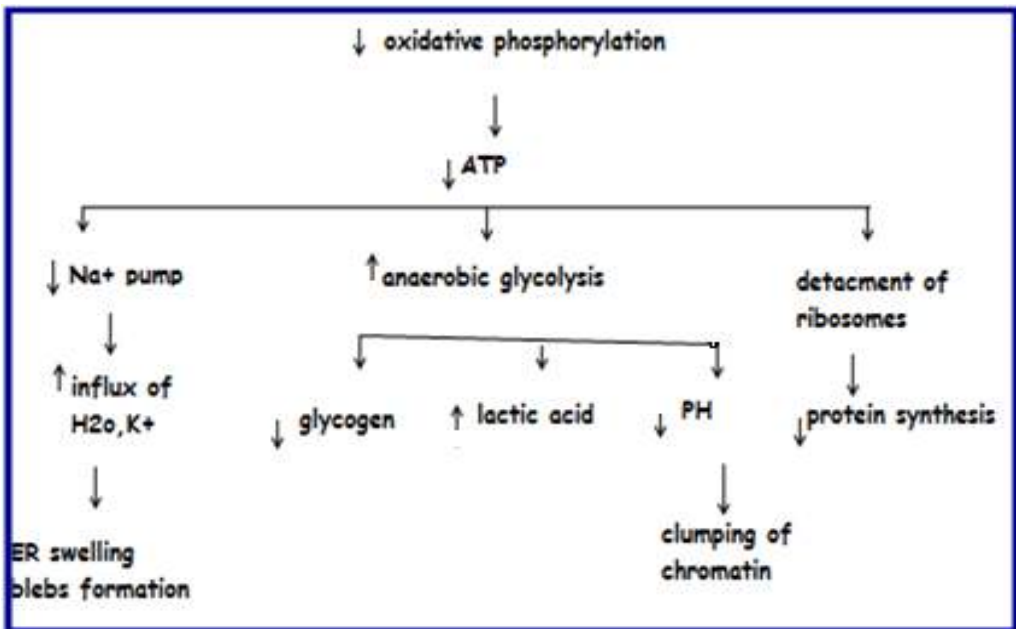 ↓ oxidative phosphorylation
↓ ATP
↓ Na+ pump
↑ anaerobic glycolysis
detacment of
ribosomes
↑ influx of
H2o,K+
↓ glycogen
↑ lactic acid
↓ PH
↓ protein synthesis
ER swelling
blebs formation
clumping of
chromatin